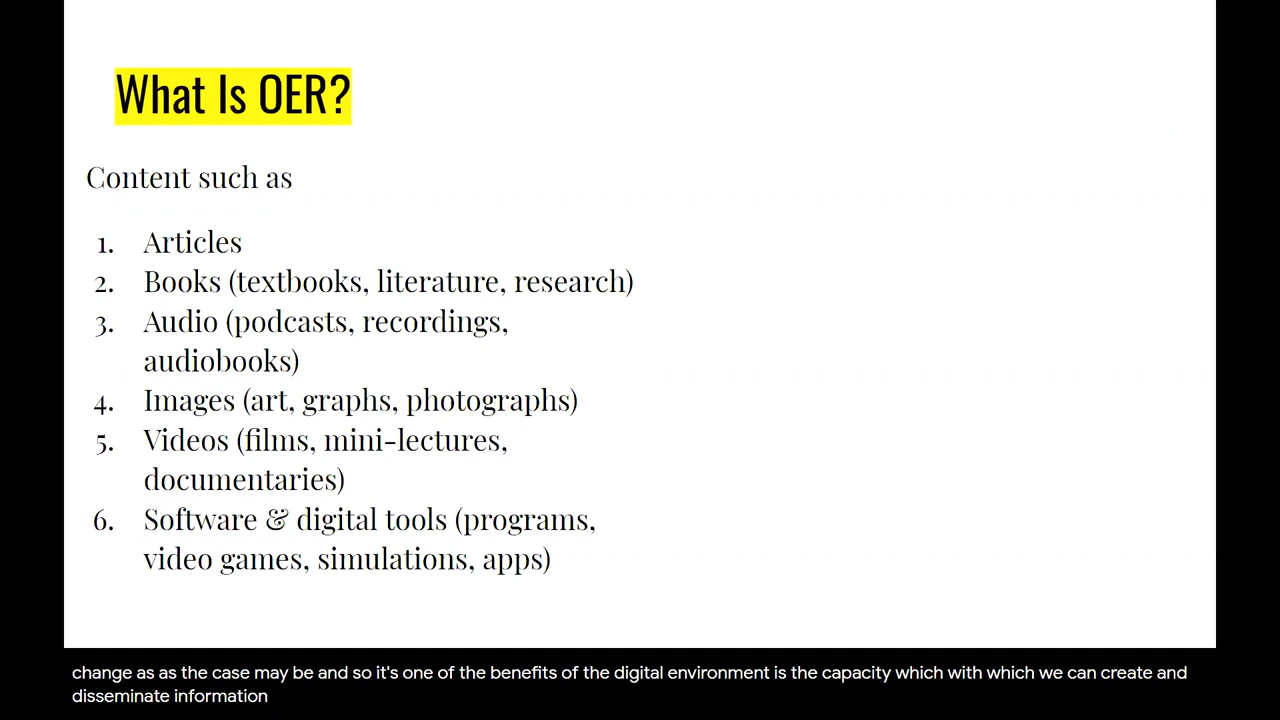 What Is OER?
Content such as
1. Articles
2. Books (textbooks, literature, research)
3. Audio (podcasts, recordings,
audiobooks)
4. Images (art, graphs, photographs)
5. Videos (films, mini-lectures,
documentaries)
6. Software & digital tools (programs,
video games, simulations, apps)
change as as the case may be and so it's one of the benefits of the digital environment is the capacity which with which we can create and
disseminate information